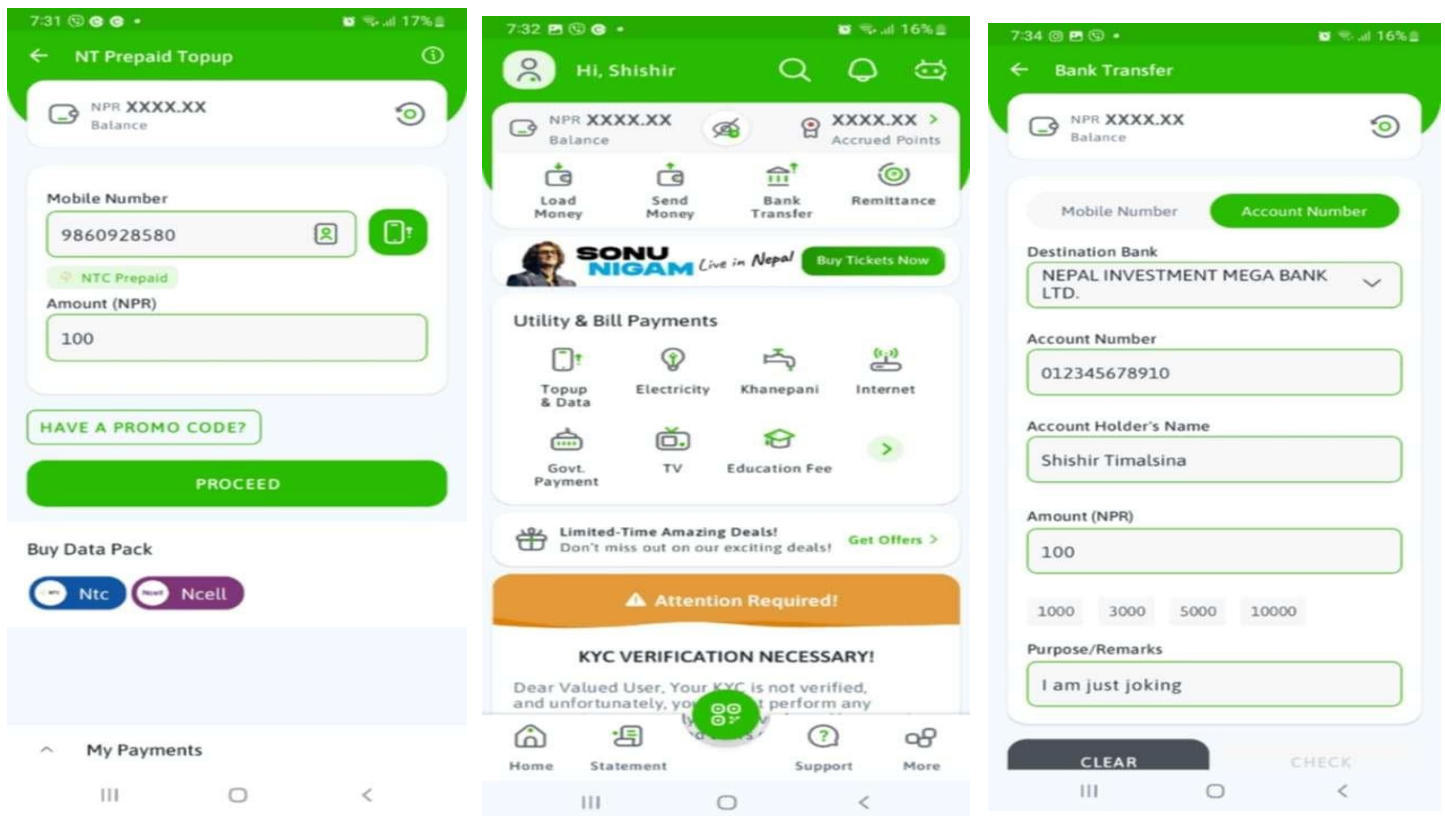 7:31
17%
NT Prepaid Topup
NPR XXXX.XX
Balance
Mobile Number
9860928580
NTC Prepaid
Amount (NPR)
100
HAVE A PROMO CODE?
PROCEED
Buy Data Pack
Ntc
Ncell Ncell
My Payments
7:32
16%
Hi, Shishir
NPR XXXX.XX
Balance
XXXX.XX >
Accrued Points
Load
Money
Send
Money
Bank
Transfer
Remittance
SONU
NIGAM
Live in Nepal
Buy Tickets Now
Utility & Bill Payments
Topup
& Data
Electricity
Khanepani
Internet
Govt.
Payment
TV
Education Fee
Limited-Time Amazing Deals!
Don't miss out on our exciting deals!
Get Offers >
Attention Required!
KYC VERIFICATION NECESSARY!
Dear Valued User, Your KYC is not verified,
and unfortunately, you perform any
Home
Statement
Support
More
7:34
16%
Bank Transfer
NPR XXXX.XX
Balance
Mobile Number
Account Number
Destination Bank
NEPAL INVESTMENT MEGA BANK
LTD.
Account Number
012345678910
Account Holder's Name
Shishir Timalsina
Amount (NPR)
100
1000 3000 5000 10000
Purpose/Remarks
I am just joking
CLEAR
CHECK